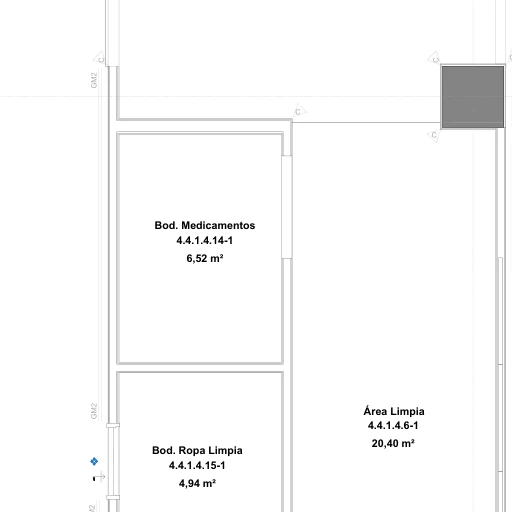 C
C
C
GM2
C
C
Bod. Medicamentos
4.4.1.4.14-1
6,52 m²
GM2
Área Limpia
4.4.1.4.6-1
20,40 m²
Bod. Ropa Limpia
4.4.1.4.15-1
4,94 m²